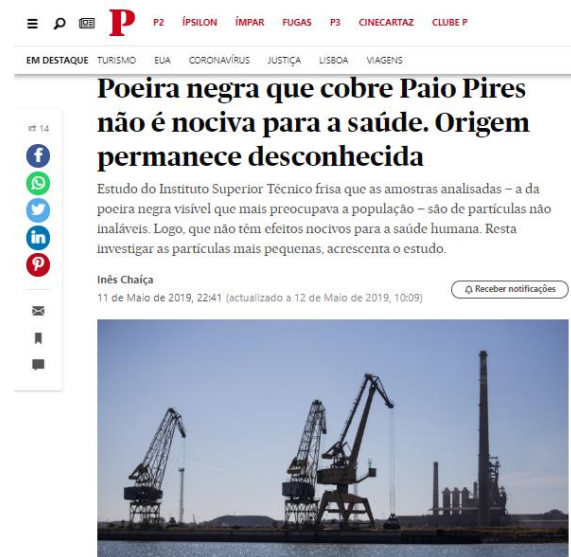 P P2 ÍPSILON ÍMPAR FUGAS P3 CINECARTAZ CLUBE P
EM DESTAQUE TURISMO EUA CORONAVÍRUS JUSTIÇA LISBOA VIAGENS
Poeira negra que cobre Paio Pires
não é nociva para a saúde. Origem
permanece desconhecida
14
Estudo do Instituto Superior Técnico frisa que as amostras analisadas – a da
poeira negra visível que mais preocupava a população – são de partículas não
inaláveis. Logo, que não têm efeitos nocivos para a saúde humana. Resta
investigar as partículas mais pequenas, acrescenta o estudo.
Inês Chaíça
11 de Maio de 2019, 22:41 (actualizado a 12 de Maio de 2019, 10:09)
Receber notificações